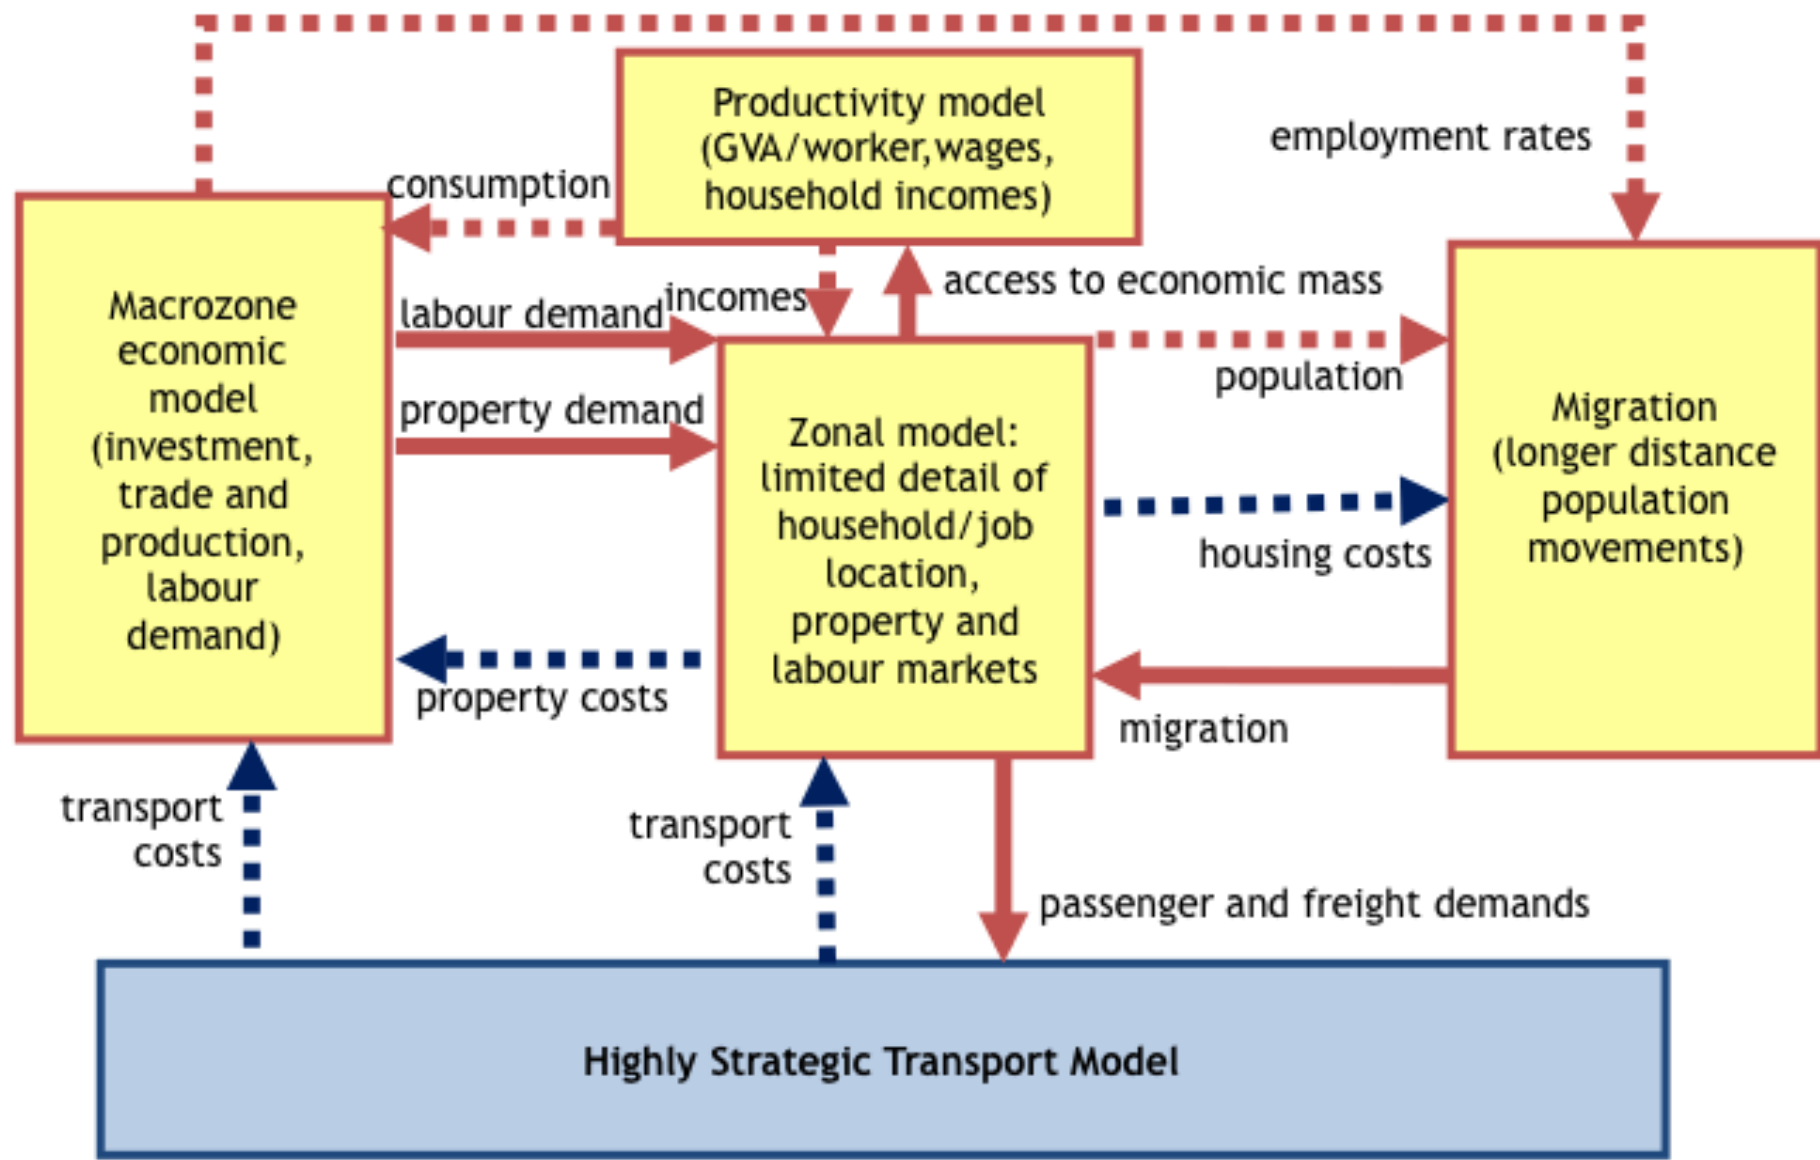 Productivity model
(GVA/worker,wages,
household incomes)
employment rates
consumption
Macrozone
economic
model
(investment,
trade and
production,
labour
demand)
labour demand
incomes
access to economic mass
property demand
population
Zonal model:
limited detail of
household/job
location,
property and
labour markets
Migration
(longer distance
population
movements)
housing costs
property costs
migration
transport
costs
transport
costs
passenger and freight demands
Highly Strategic Transport Model